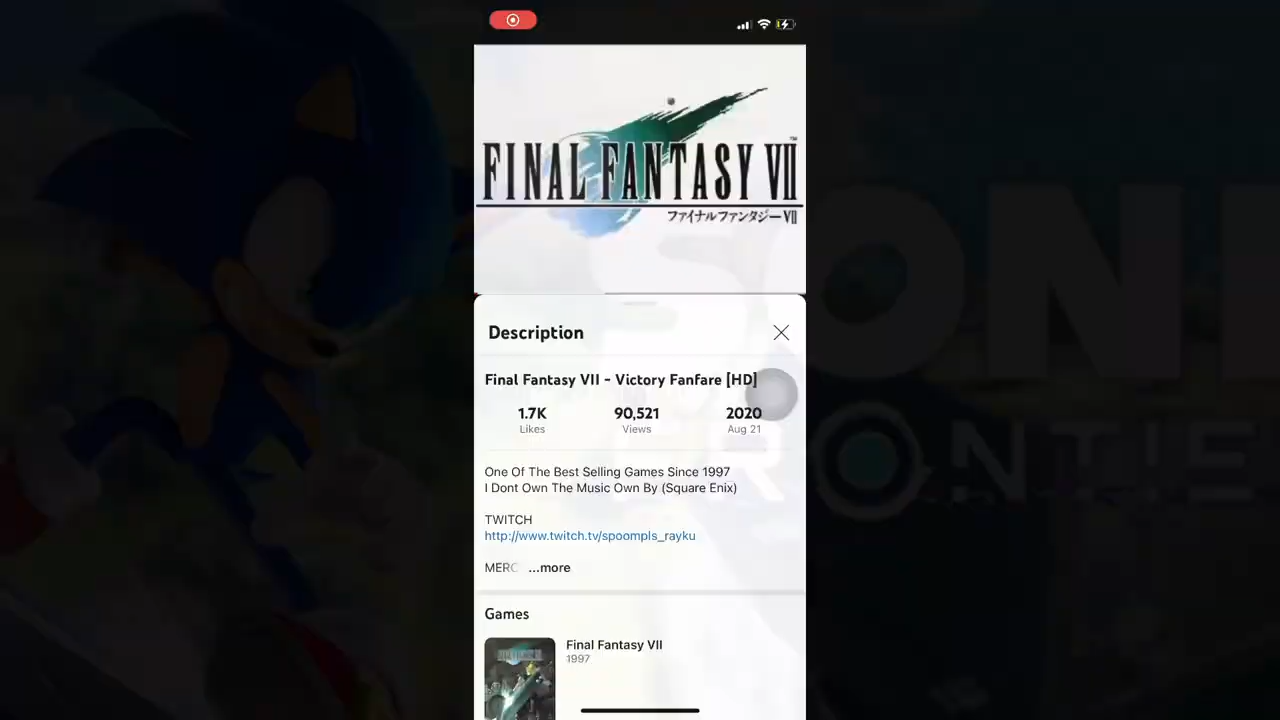 FINAL FANTASY VII
ファイナルファンタジーVII
Description
Final Fantasy VII - Victory Fanfare [HD]
1.7K
Likes
90,521
Views
2020
Aug 21
One Of The Best Selling Games Since 1997
I Dont Own The Music Own By (Square Enix)
TWITCH
http://www.twitch.tv/spoompls_rayku
MERC ...more
Games
Final Fantasy VII
1997